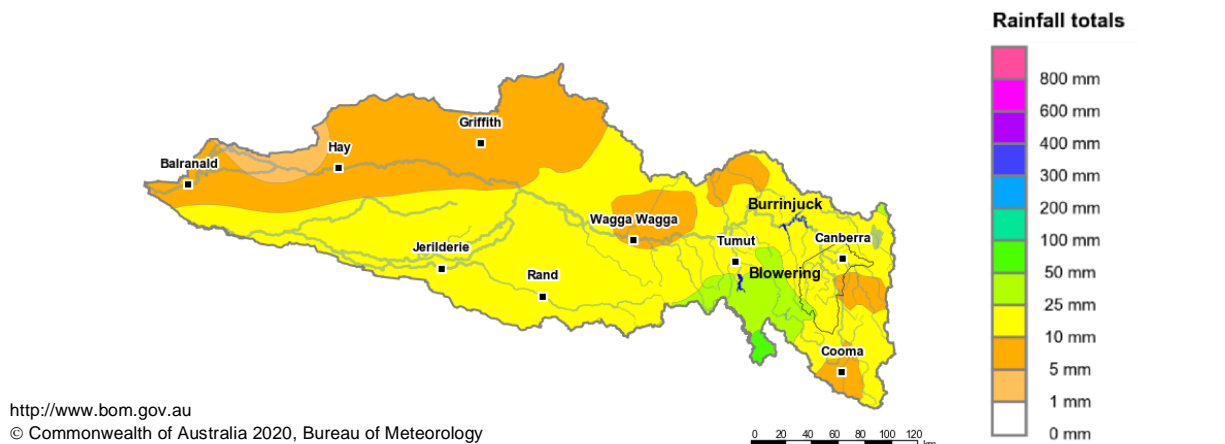 Rainfall totals
800 mm
600 mm
400 mm
300 mm
200 mm
100 mm
50 mm
25 mm
10 mm
5 mm
1 mm
0 mm
Griffith
Hay
Balranald
Wagga Wagga
Burrinjuck
Tumut
Canberra
Jerilderie
Rand
Blowering
Cooma
http://www.bom.gov.au
© Commonwealth of Australia 2020, Bureau of Meteorology
0 20 40 60 80 100 120
km